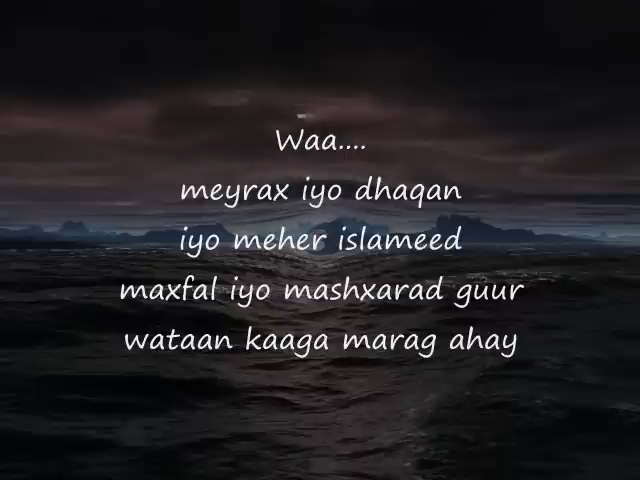 Waa....
meyrax iyo dhaqan
iyo meher islameed
maxfal iyo mashxarad guur
wataan kaaga marag ahay